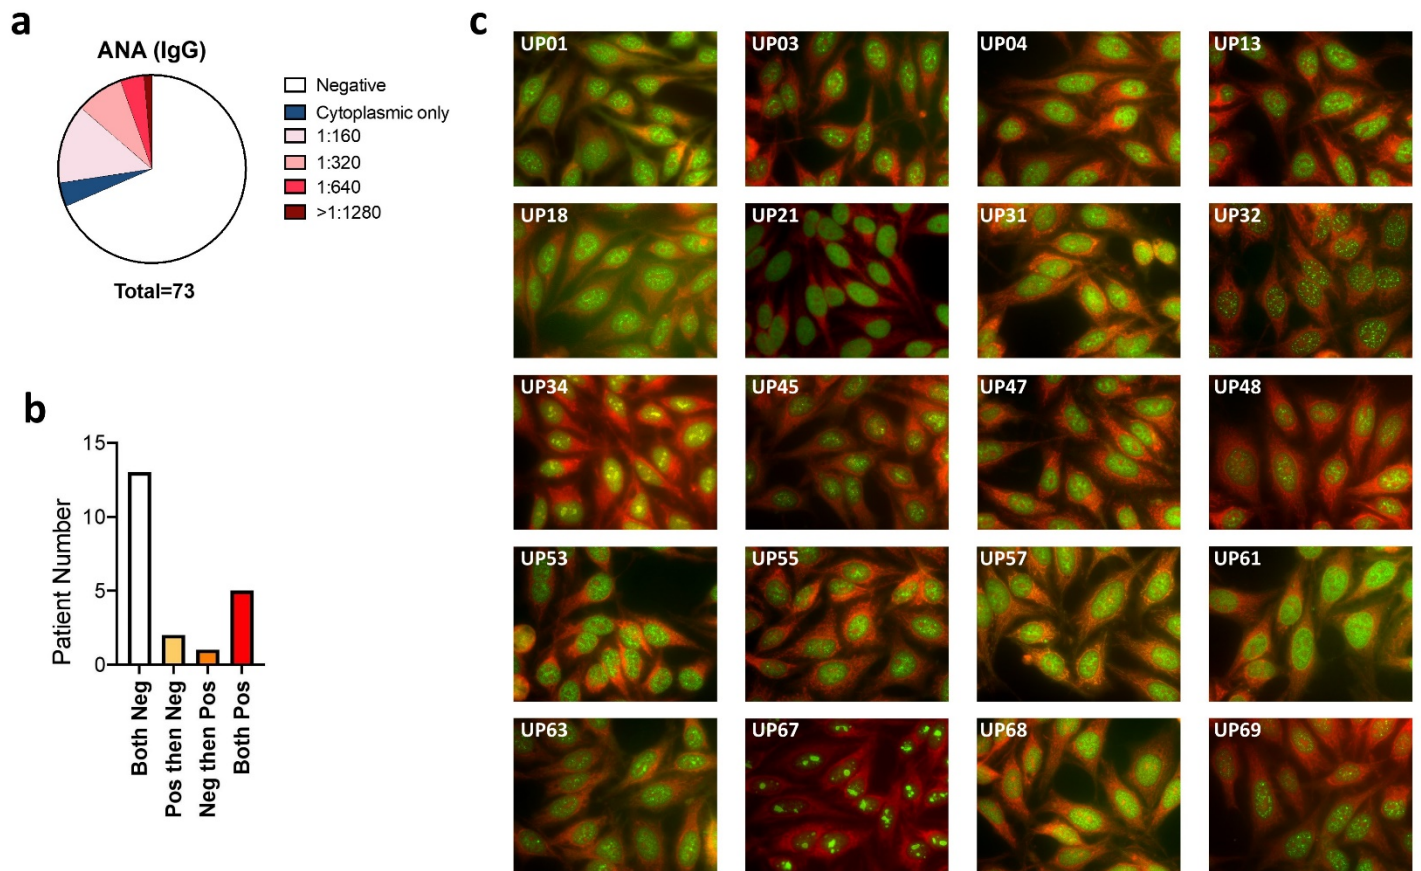 a
ANA (IgG)
Negative
Cytoplasmic only
1:160
1:320
1:640
>1:1280
Total=73
b
15
10
5
0
Patient Number
Both Neg
Pos then Neg
Neg then Pos
Both Pos
c
UP01
UP03
UP04
UP13
UP18
UP21
UP31
UP32
UP34
UP45
UP47
UP48
UP53
UP55
UP57
UP61
UP63
UP67
UP68
UP69